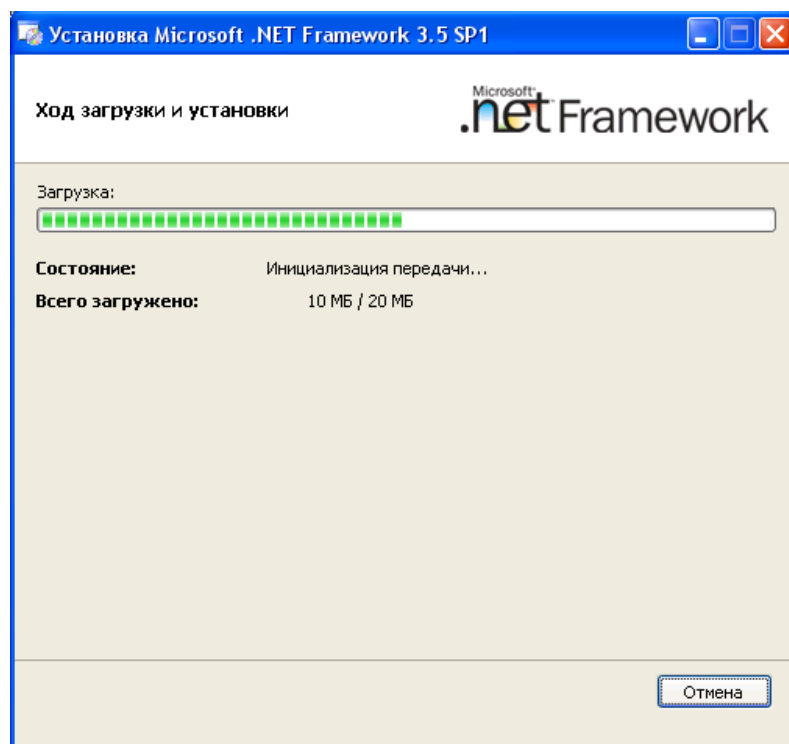 Установка Microsoft .NET Framework 3.5 SP1
Ход загрузки и установки
Microsoft
.net Framework
Загрузка:
Состояние: Инициализация передачи...
Всего загружено: 10 МБ / 20 МБ
Отмена